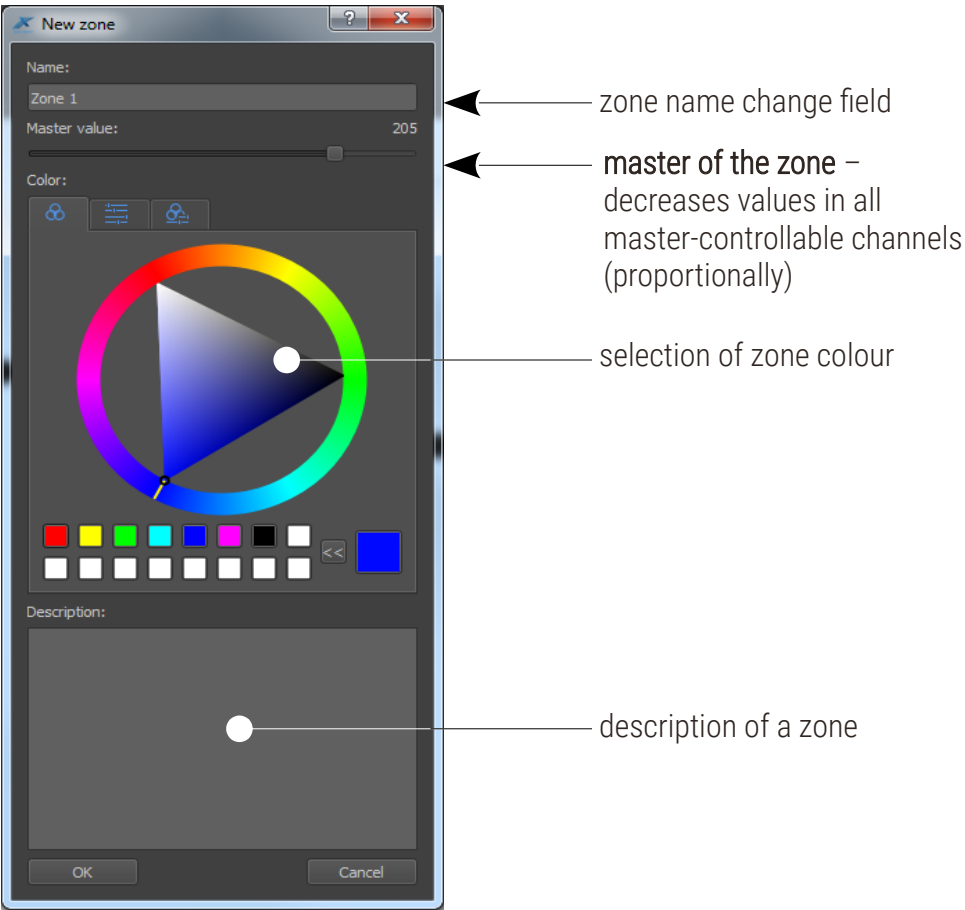 New zone
Name:
Zone 1
Master value: 205
Color:
<<
Description:
OK Cancel
zone name change field
master of the zone –
decreases values in all
master-controllable channels
(proportionally)
selection of zone colour
description of a zone